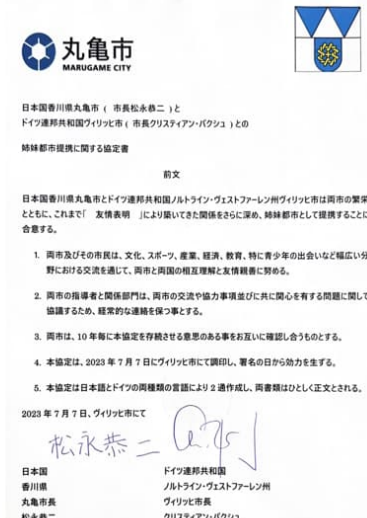 丸亀市
MARUGAME CITY
日本国香川県丸亀市（ 市長松永恭二 ）と
ドイツ連邦共和国ヴィリッヒ市（ 市長クリスティアン・パクシュ ）との
姉妹都市提携に関する協定書
前文
日本国香川県丸亀市とドイツ連邦共和国ノルトライン・ヴェストファーレン州ヴィリッヒ市は両市の繁栄
とともに、これまで「 友情表明 」により築いてきた関係をさらに深め、姉妹都市として提携することに
合意する。
1. 両市及びその市民は、文化、スポーツ、産業、経済、教育、特に青少年の出会いなど幅広い分
野における交流を通じて、両市と両国の相互理解と友情親善に努める。
2. 両市の指導者と関係部門は、両市の交流や協力事項並びに共に関心を有する問題に関して
協議するため、経常的な連絡を保つ事とする。
3. 両市は、10 年毎に本協定を存続させる意思のある事をお互いに確認し合うものとする。
4. 本協定は、2023 年 7 月 7 日にヴィリッヒ市にて調印し、署名の日から効力を生ずる。
5. 本協定は日本語とドイツの両種類の言語により 2 通作成し、両書類はひとしく正文とされる。
2023 年 7 月 7 日、ヴィリッヒ市にて
松永恭二
日本国 ドイツ連邦共和国
香川県 ノルトライン・ヴェストファーレン州
丸亀市長 ヴィリッヒ市長
松永恭二 クリスティアン・パクシュ